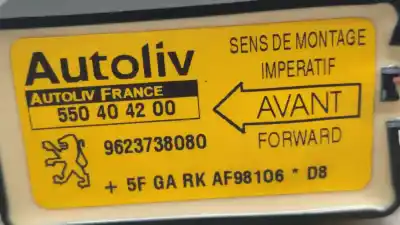 Autoliv
AUTOLIV FRANCE
550 40 42 00
9623738080
SENS DE MONTAGE
IMPERATIF
AVANT
FORWARD
+ 5F GA RK AF98106 * D8